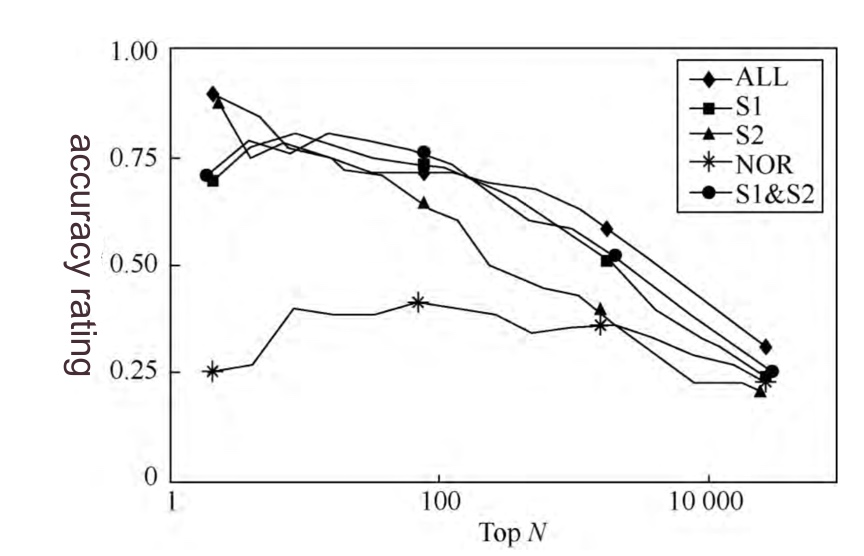 1.00
0.75
0.50
0.25
0
accuracy rating
1
100
10 000
Top N
ALL
S1
S2
NOR
S1&S2